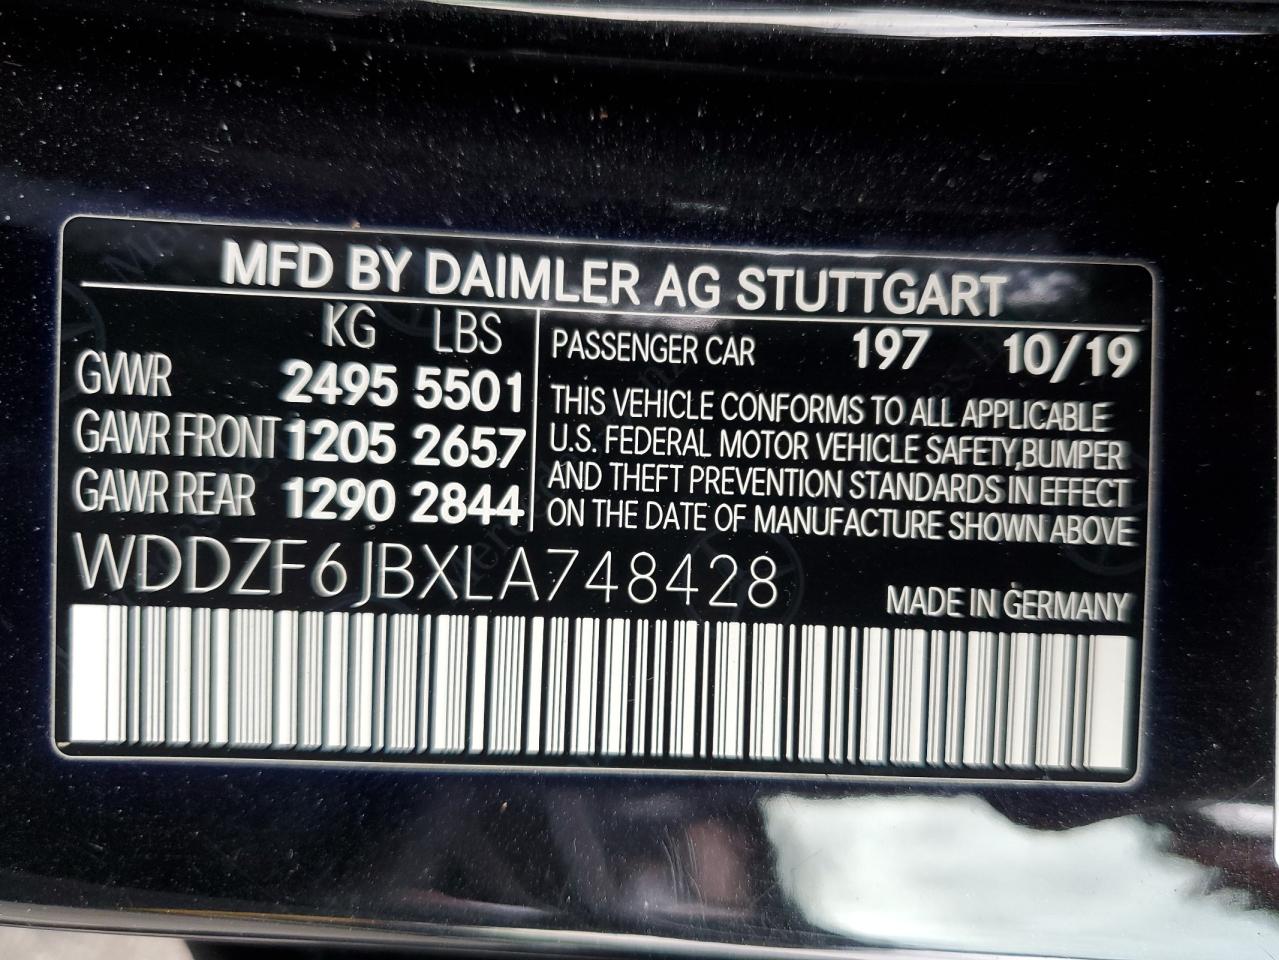 MFD BY DAIMLER AG STUTTGART
KG LBS
GVWR 2495 5501
GAWR FRONT 1205 2657
GAWR REAR 1290 2844
PASSENGER CAR 197 10/19
THIS VEHICLE CONFORMS TO ALL APPLICABLE
U.S. FEDERAL MOTOR VEHICLE SAFETY,BUMPER
AND THEFT PREVENTION STANDARDS IN EFFECT
ON THE DATE OF MANUFACTURE SHOWN ABOVE
WDDZF6JBXLA748428
MADE IN GERMANY